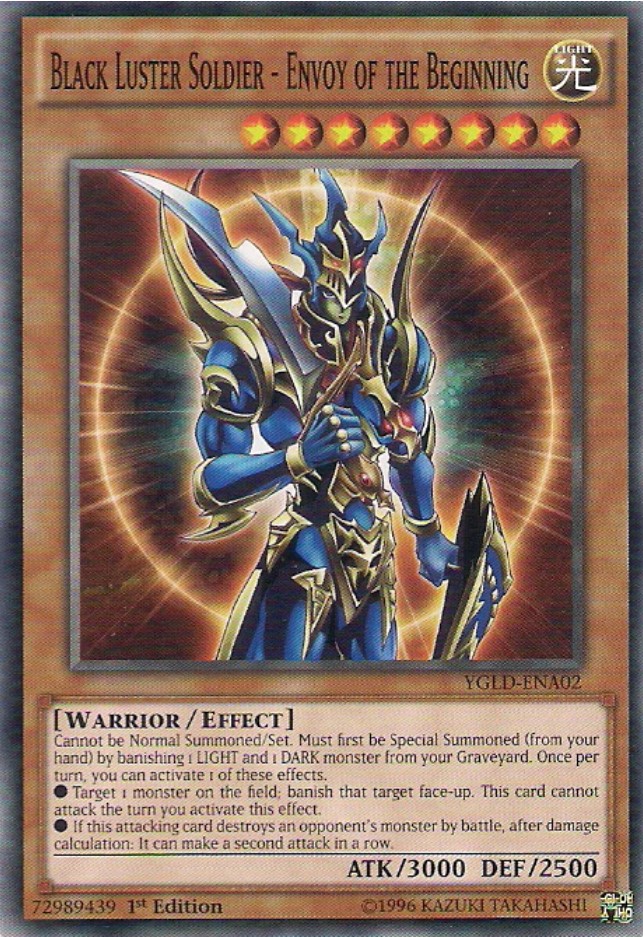 BLACK LUSTER SOLDIER - ENVOY OF THE BEGINNING
LIGHT
光
YGLD-ENA02
[WARRIOR / EFFECT]
Cannot be Normal Summoned/Set. Must first be Special Summoned (from your
hand) by banishing 1 LIGHT and 1 DARK monster from your Graveyard. Once per
turn, you can activate 1 of these effects.
● Target 1 monster on the field; banish that target face-up. This card cannot
attack the turn you activate this effect.
● If this attacking card destroys an opponent's monster by battle, after damage
calculation: It can make a second attack in a row.
ATK/3000 DEF/2500
72989439 1st Edition
©1996 KAZUKI TAKAHASHI